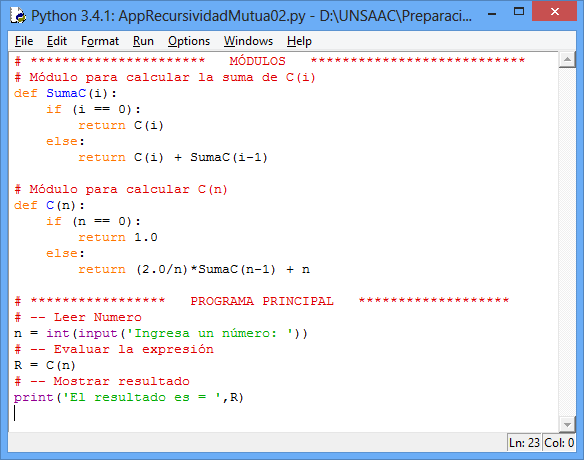 Python 3.4.1: AppRecursividadMutua02.py - D:\UNSAAC\Preparaci...
File Edit Format Run Options Windows Help
# ********************** MÓDULOS ***************************
# Módulo para calcular la suma de C(i)
def SumaC(i):
    if (i == 0):
        return C(i)
    else:
        return C(i) + SumaC(i-1)

# Módulo para calcular C(n)
def C(n):
    if (n == 0):
        return 1.0
    else:
        return (2.0/n)*SumaC(n-1) + n

# ***************** PROGRAMA PRINCIPAL *******************
# -- Leer Numero
n = int(input('Ingresa un número: '))
# -- Evaluar la expresión
R = C(n)
# -- Mostrar resultado
print('El resultado es = ',R)
Ln: 23 Col: 0